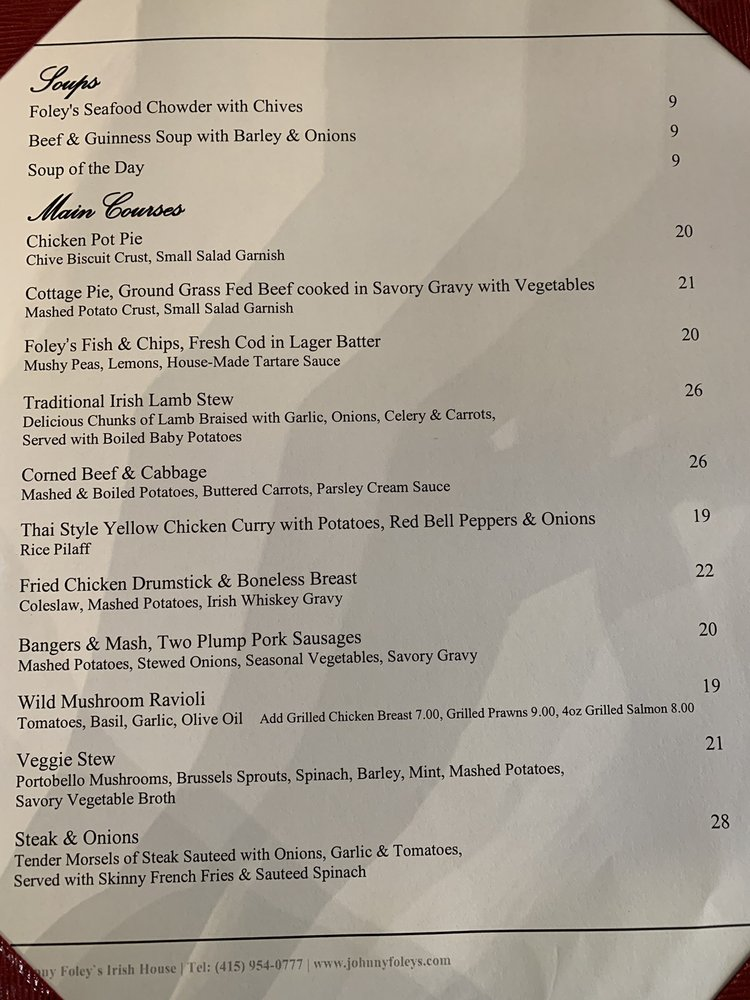 Soups
Foley's Seafood Chowder with Chives 9
Beef & Guinness Soup with Barley & Onions 9
Soup of the Day 9
Main Courses
Chicken Pot Pie 20
Chive Biscuit Crust, Small Salad Garnish
Cottage Pie, Ground Grass Fed Beef cooked in Savory Gravy with Vegetables 21
Mashed Potato Crust, Small Salad Garnish
Foley's Fish & Chips, Fresh Cod in Lager Batter 20
Mushy Peas, Lemons, House-Made Tartare Sauce
Traditional Irish Lamb Stew 26
Delicious Chunks of Lamb Braised with Garlic, Onions, Celery & Carrots,
Served with Boiled Baby Potatoes
Corned Beef & Cabbage 26
Mashed & Boiled Potatoes, Buttered Carrots, Parsley Cream Sauce
Thai Style Yellow Chicken Curry with Potatoes, Red Bell Peppers & Onions 19
Rice Pilaff
Fried Chicken Drumstick & Boneless Breast 22
Coleslaw, Mashed Potatoes, Irish Whiskey Gravy
Bangers & Mash, Two Plump Pork Sausages 20
Mashed Potatoes, Stewed Onions, Seasonal Vegetables, Savory Gravy
Wild Mushroom Ravioli 19
Tomatoes, Basil, Garlic, Olive Oil Add Grilled Chicken Breast 7.00, Grilled Prawns 9.00, 4oz Grilled Salmon 8.00
Veggie Stew 21
Portobello Mushrooms, Brussels Sprouts, Spinach, Barley, Mint, Mashed Potatoes,
Savory Vegetable Broth
Steak & Onions 28
Tender Morsels of Steak Sauteed with Onions, Garlic & Tomatoes,
Served with Skinny French Fries & Sauteed Spinach
Foley`s Irish House | Tel: (415) 954-0777 | www.johnnyfoleys.com